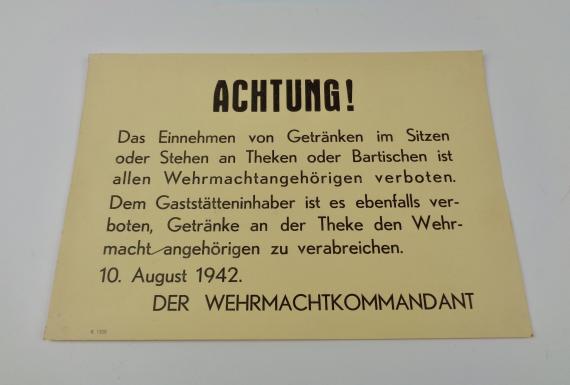 ACHTUNG!
Das Einnehmen von Getränken im Sitzen
oder Stehen an Theken oder Bartischen ist
allen Wehrmachtangehörigen verboten.
Dem Gaststätteninhaber ist es ebenfalls ver-
boten, Getränke an der Theke den Wehr-
macht-angehörigen zu verabreichen.
10. August 1942.
DER WEHRMACHTKOMMANDANT